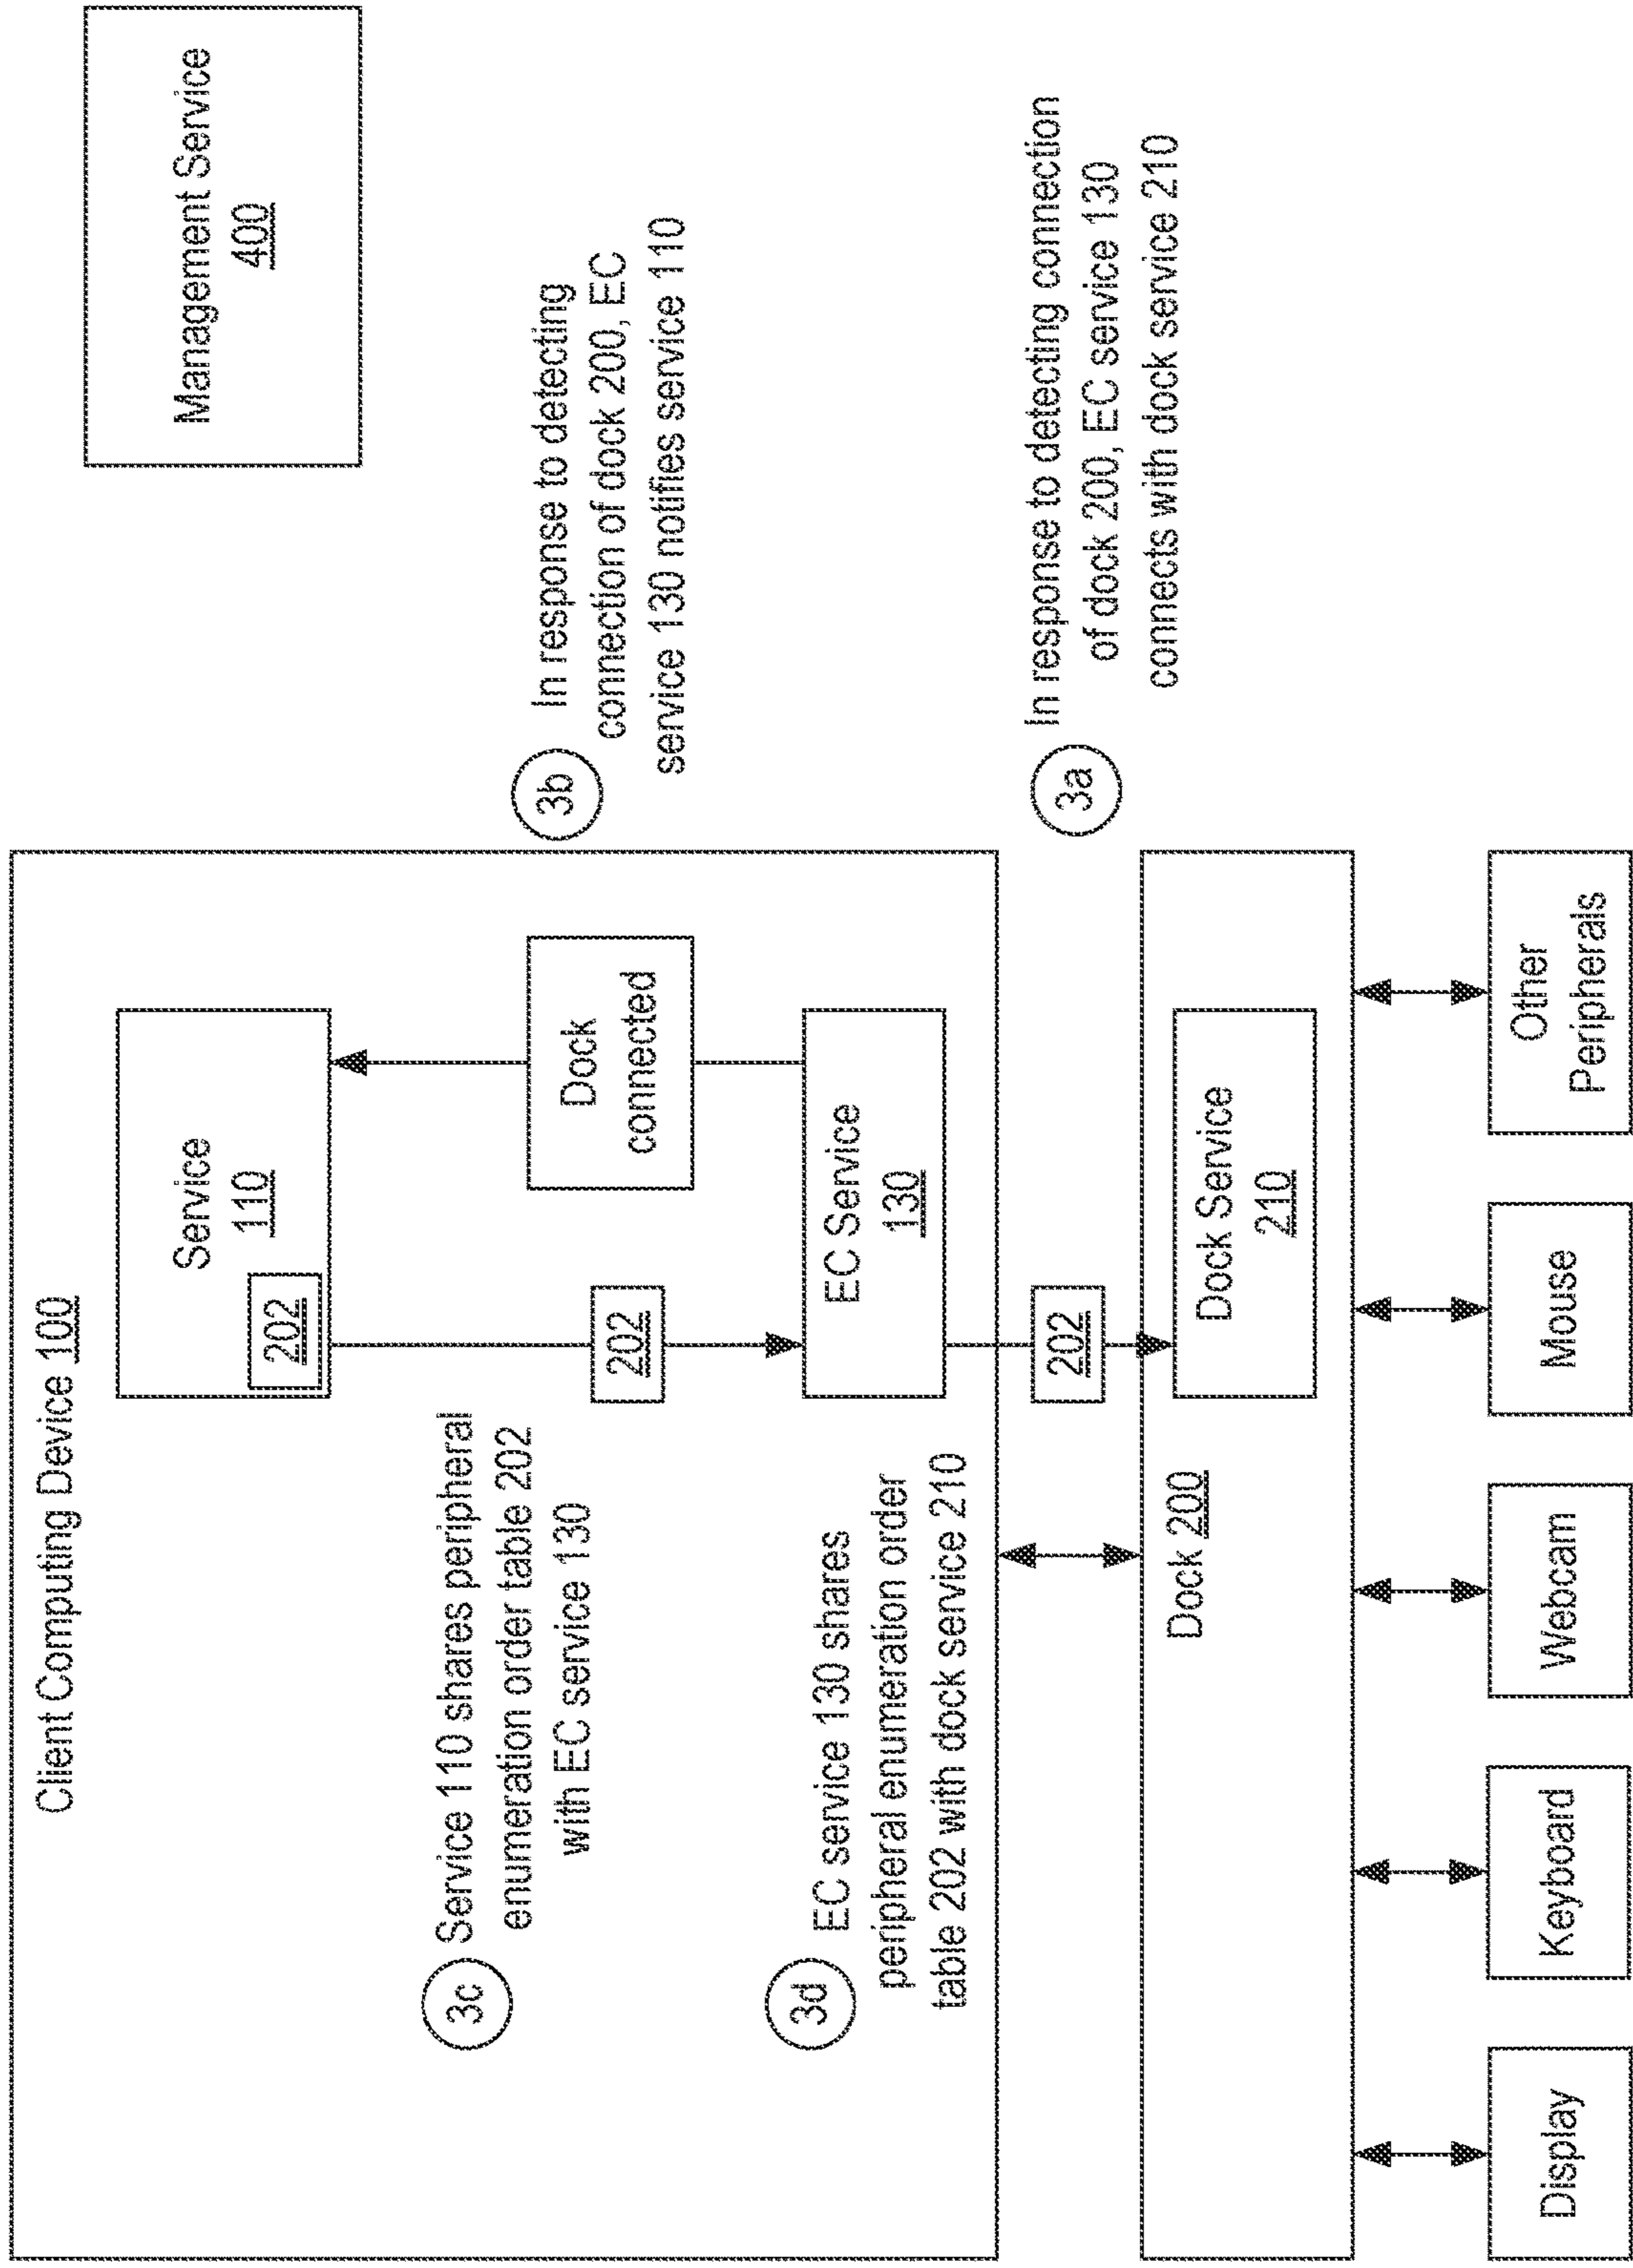 Client Computing Device 100
Management Service
400
Service
110
202
3c
Service 110 shares peripheral
enumeration order table 202
with EC service 130
202
Dock
connected
3b
In response to detecting
connection of dock 200, EC
service 130 notifies service 110
3d
EC service 130 shares
peripheral enumeration order
table 202 with dock service 210
EC Service
130
202
3a
In response to detecting connection
of dock 200, EC service 130
connects with dock service 210
Dock 200
Dock Service
210
Display
Keyboard
Webcam
Mouse
Other
Peripherals